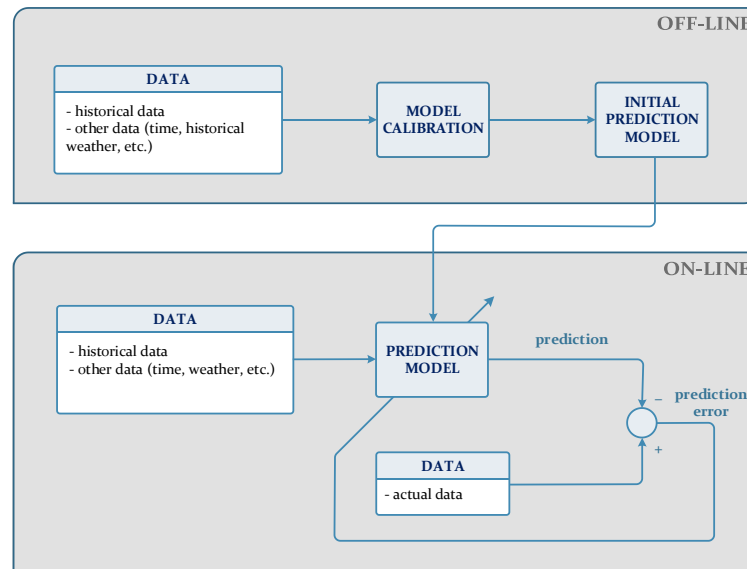 OFF-LINE
DATA
- historical data
- other data (time, historical
weather, etc.)
MODEL
CALIBRATION
INITIAL
PREDICTION
MODEL
ON-LINE
DATA
- historical data
- other data (time, weather, etc.)
PREDICTION
MODEL
prediction
−
prediction
error
+
DATA
- actual data